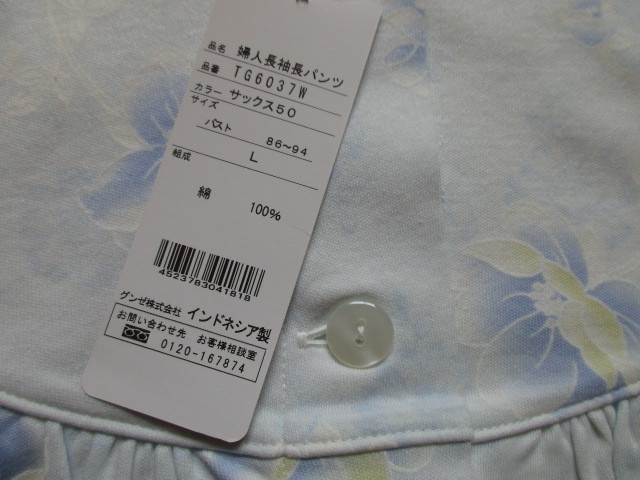 品名 婦人長袖長パンツ
品番 TG6037W
カラー サックス50
サイズ
バスト 86~94
L
組成
綿 100%
4523783041818
グンゼ株式会社 インドネシア製
お問い合わせ先 お客様相談室
0120-167874